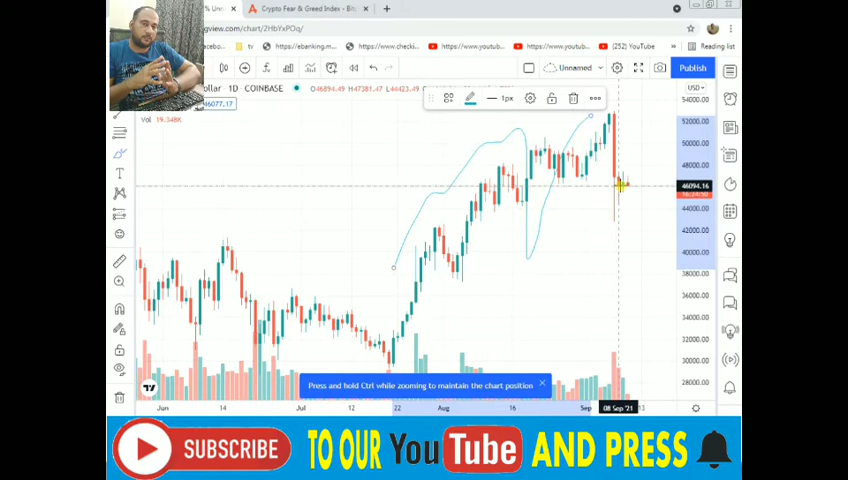 % Unn
Crypto Fear & Greed Index - Bit
gview.com/chart/ZHbYxPOq/
acebook
tv
https://ebanking.m...
https://www.checki...
https://www.youtub...
https://www.youtub...
(252) YouTube
Reading list
Unnamed
Publish
ollar · 1D · COINBASE
O46894.49 H47381.47 L44423.49
1px
USD
46077.17
Vol 19.348K
54000.00
52000.00
50000.00
48000.00
46094.16
44000.00
42000.00
40000.00
38000.00
36000.00
34000.00
32000.00
30000.00
28000.00
Press and hold Ctrl while zooming to maintain the chart position
Jun
14
Jul
12
22
Aug
16
Sep
08 Sep '21
13
SUBSCRIBE
TO OUR YouTube AND PRESS